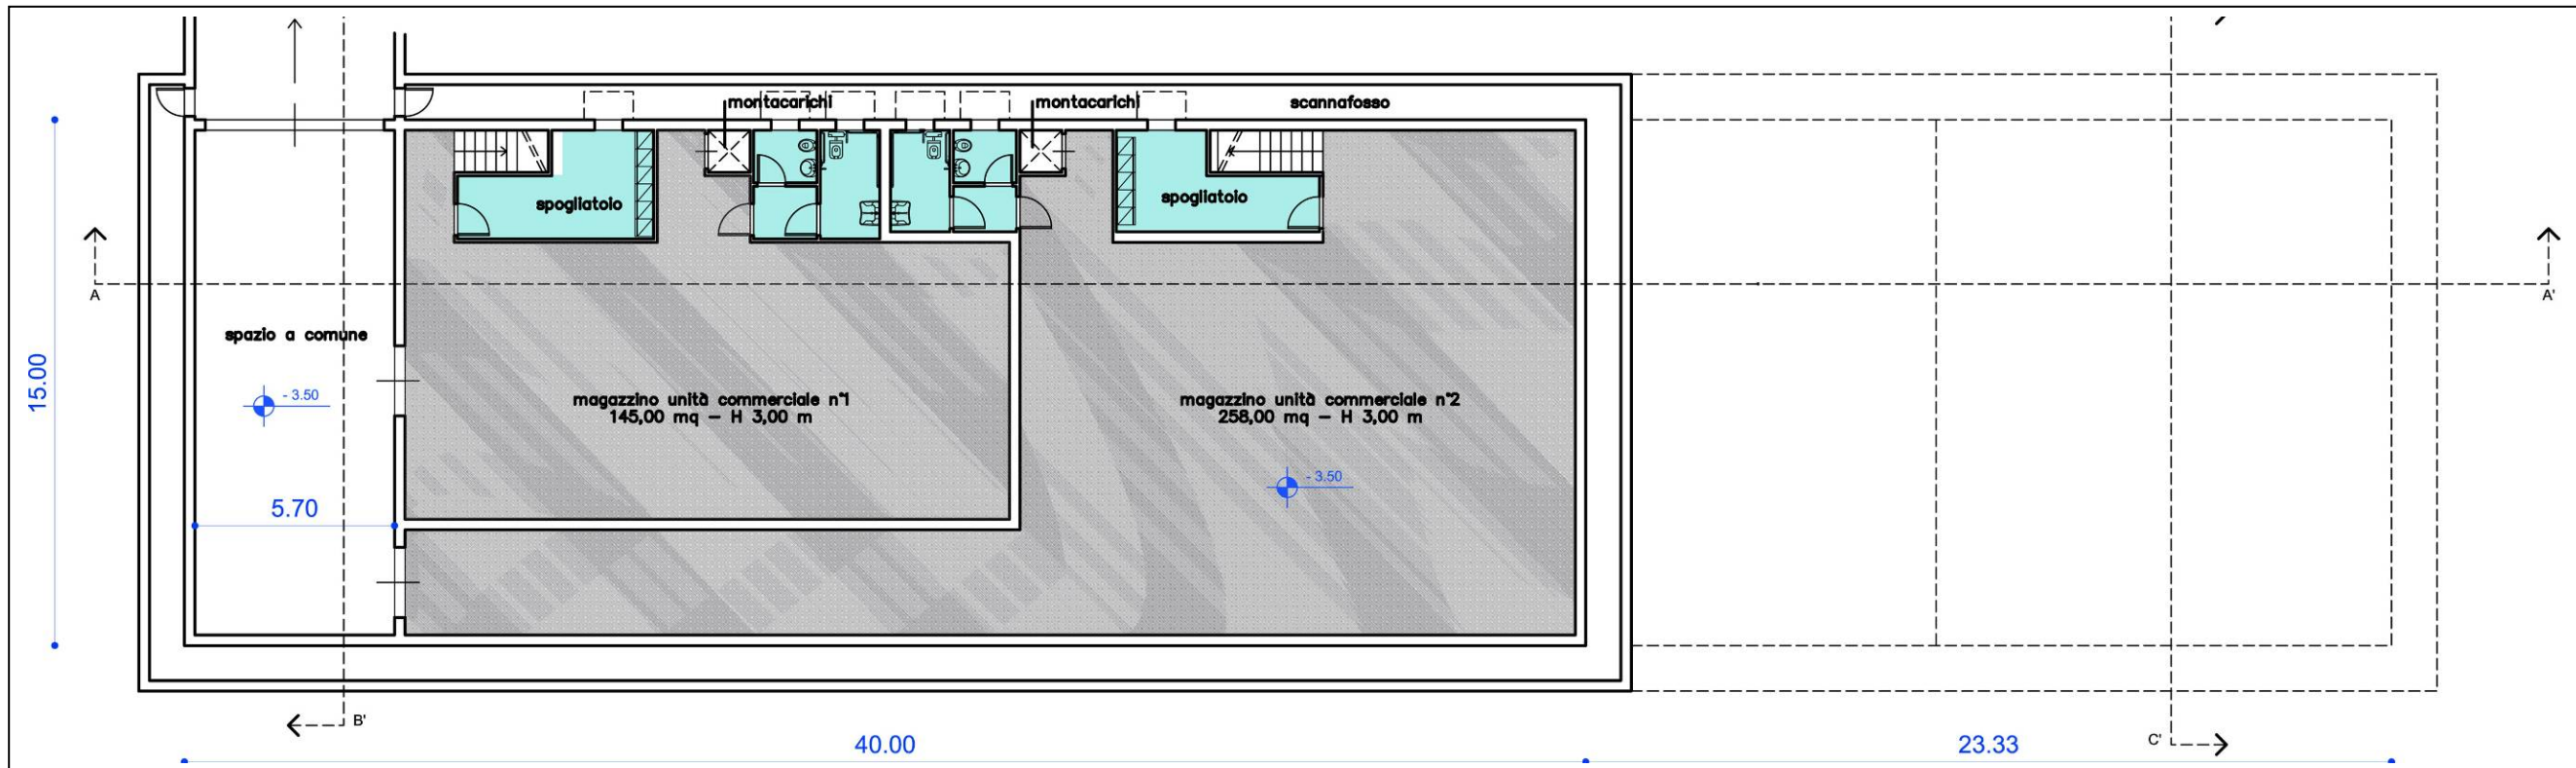 montacarichi
montacarichi
scannafosso
spogliatoio
spogliatoio
A
A'
spazio a comune
15.00
- 3.50
magazzino unità commerciale n°1
145,00 mq – H 3,00 m
magazzino unità commerciale n°2
258,00 mq – H 3,00 m
- 3.50
5.70
B'
40.00
23.33
C'